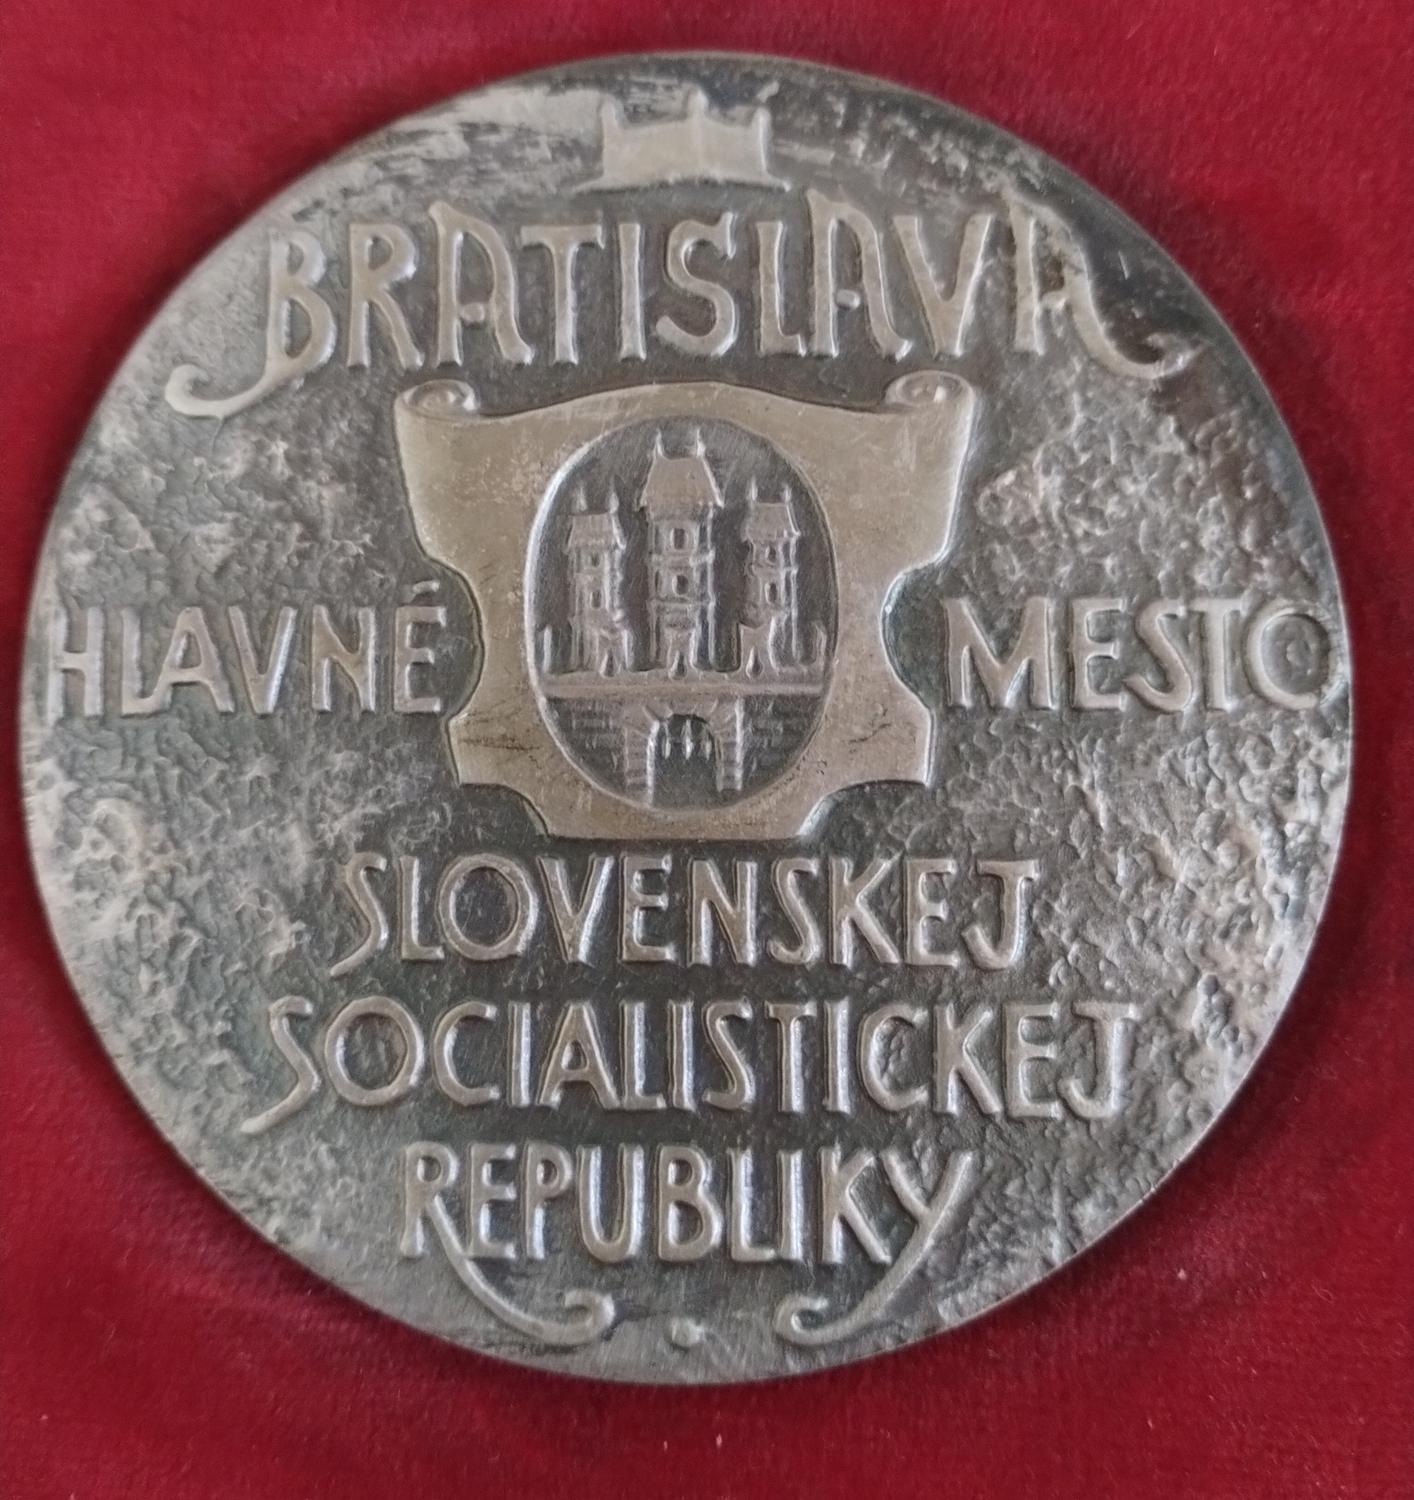 BRATISLAVA
HLAVNÉ MESTO
SLOVENSKEJ
SOCIALISTICKEJ
REPUBLIKY